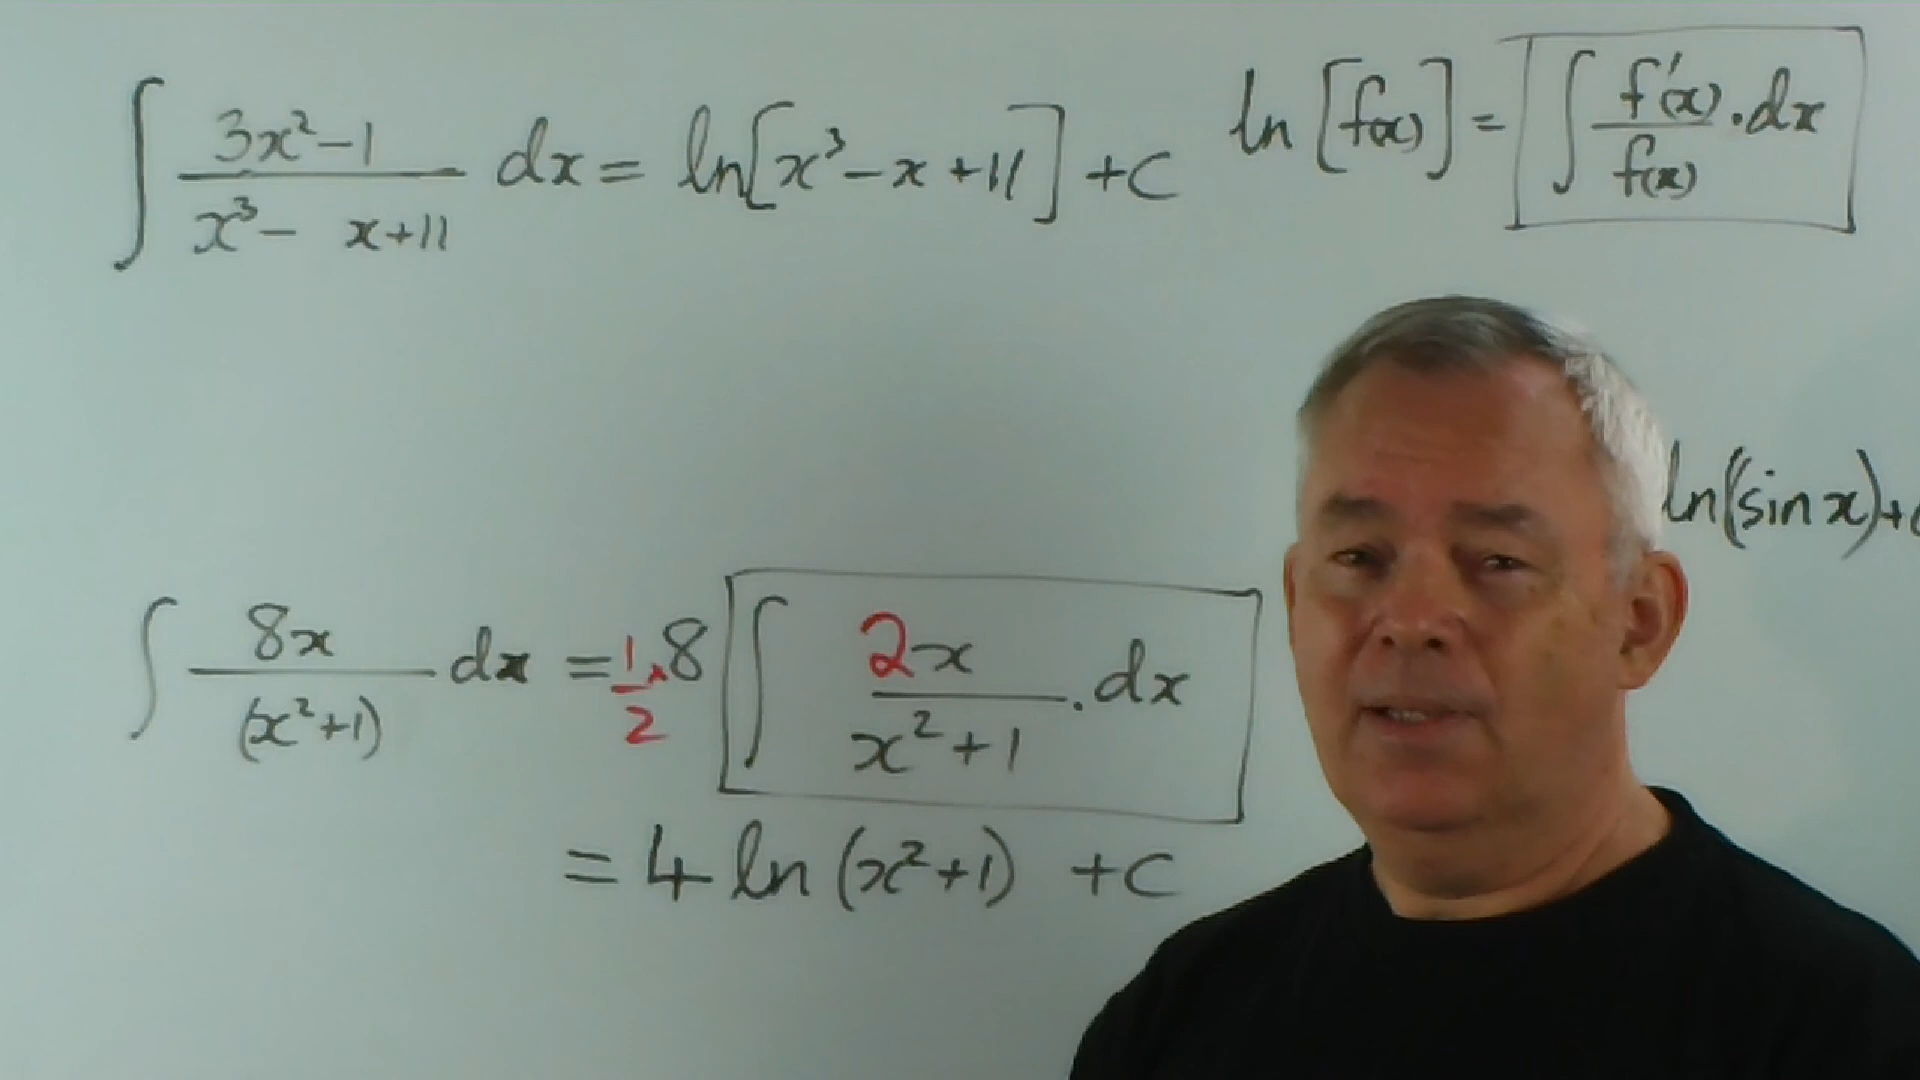 ∫ (3x²-1)/(x³- x+11) dx = ln[x³-x+11] +C
ln [f(x)] = ∫ f'(x)/f(x) . dx
ln(sin x)+
∫ 8x/(x²+1) dx = 1/2 × 8 ∫ 2x/(x²+1) . dx
= 4 ln (x²+1) +C